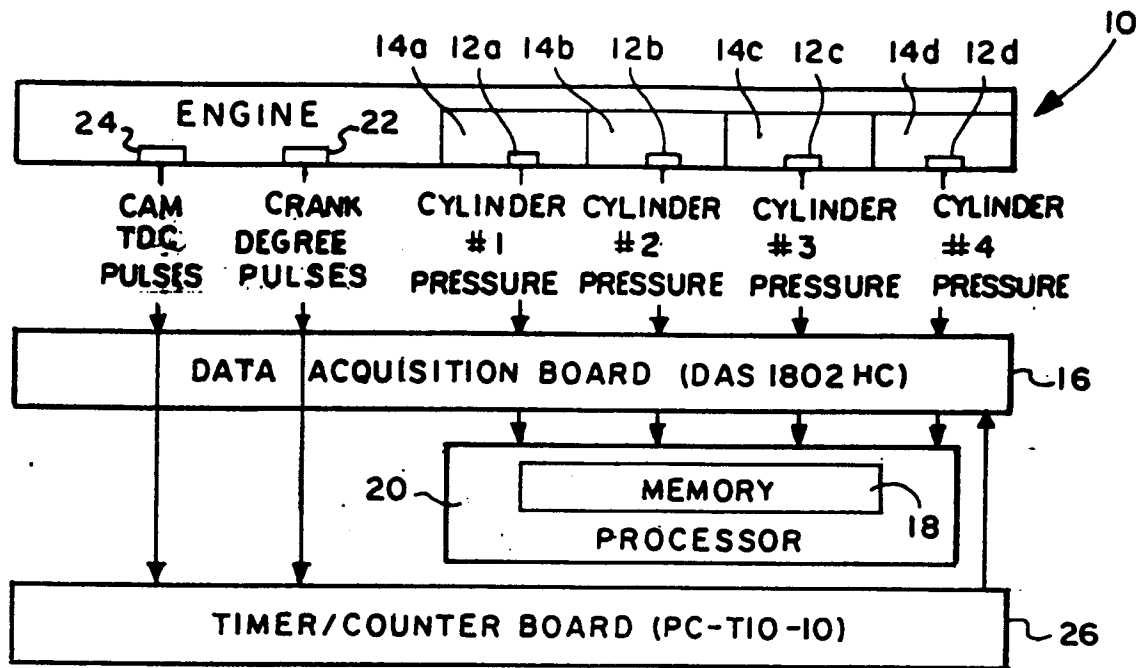 10
14a 12a 14b 12b 14c 12c 14d 12d
ENGINE
24 22
CAM TDC PULSES
CRANK DEGREE PULSES
CYLINDER #1 PRESSURE
CYLINDER #2 PRESSURE
CYLINDER #3 PRESSURE
CYLINDER #4 PRESSURE
DATA ACQUISITION BOARD (DAS 1802 HC)
16
20
MEMORY
18
PROCESSOR
TIMER/COUNTER BOARD (PC-TIO-10)
26